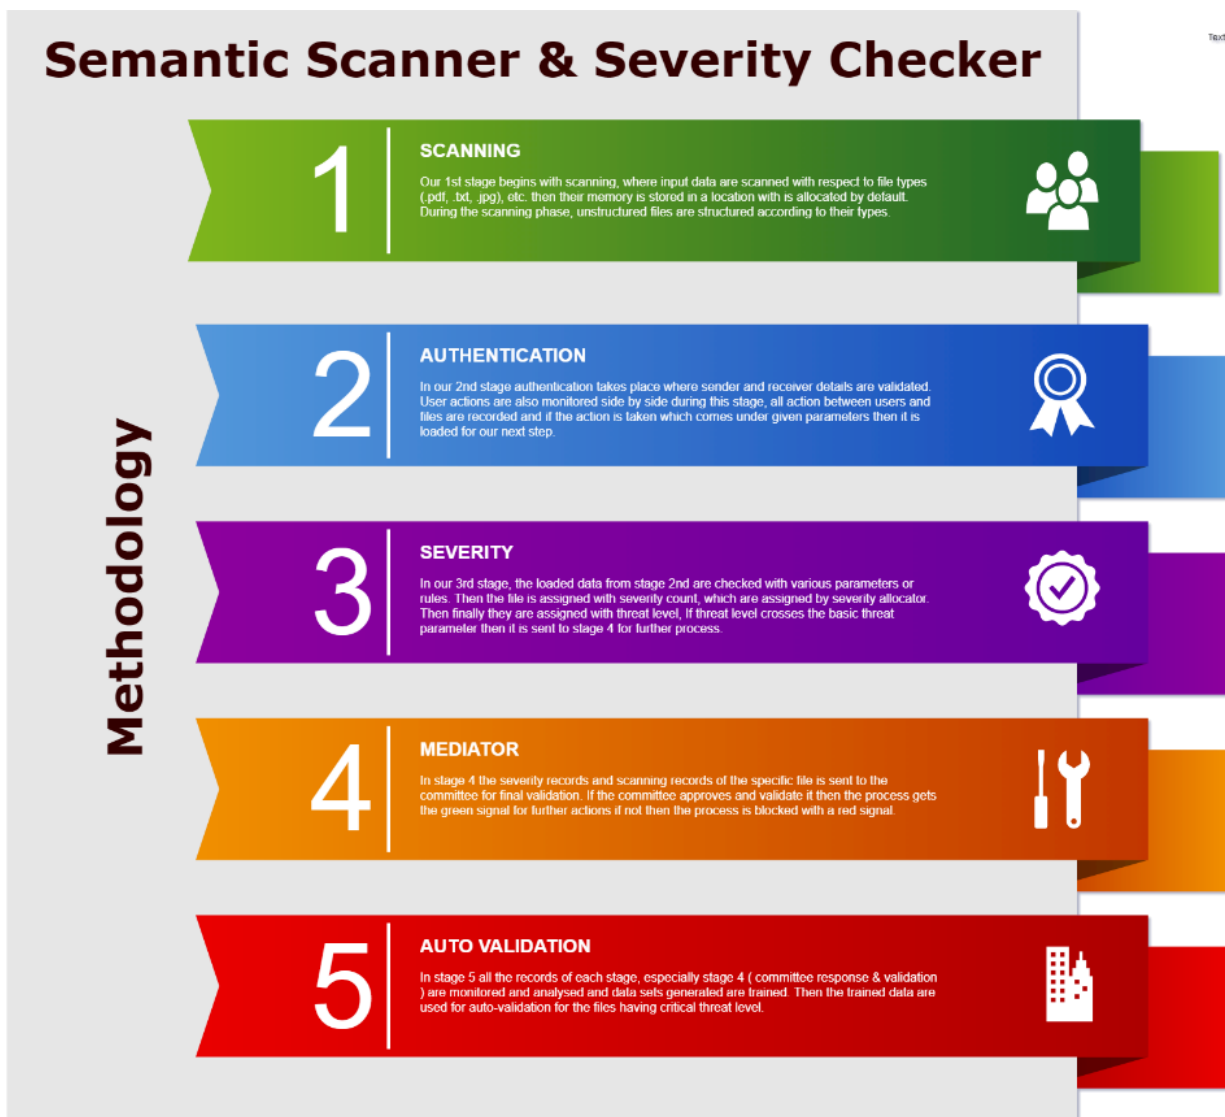 Semantic Scanner & Severity Checker
Text
Methodology
1
SCANNING
Our 1st stage begins with scanning, where input data are scanned with respect to file types
(.pdf, .txt, .jpg), etc. then their memory is stored in a location with is allocated by default.
During the scanning phase, unstructured files are structured according to their types.
2
AUTHENTICATION
In our 2nd stage authentication takes place where sender and receiver details are validated.
User actions are also monitored side by side during this stage, all action between users and
files are recorded and if the action is taken which comes under given parameters then it is
loaded for our next step.
3
SEVERITY
In our 3rd stage, the loaded data from stage 2nd are checked with various parameters or
rules. Then the file is assigned with severity count, which are assigned by severity allocator.
Then finally they are assigned with threat level, If threat level crosses the basic threat
parameter then it is sent to stage 4 for further process.
4
MEDIATOR
In stage 4 the severity records and scanning records of the specific file is sent to the
committee for final validation. If the committee approves and validate it then the process gets
the green signal for further actions if not then the process is blocked with a red signal.
5
AUTO VALIDATION
In stage 5 all the records of each stage, especially stage 4 ( committee response & validation
) are monitored and analysed and data sets generated are trained. Then the trained data are
used for auto-validation for the files having critical threat level.